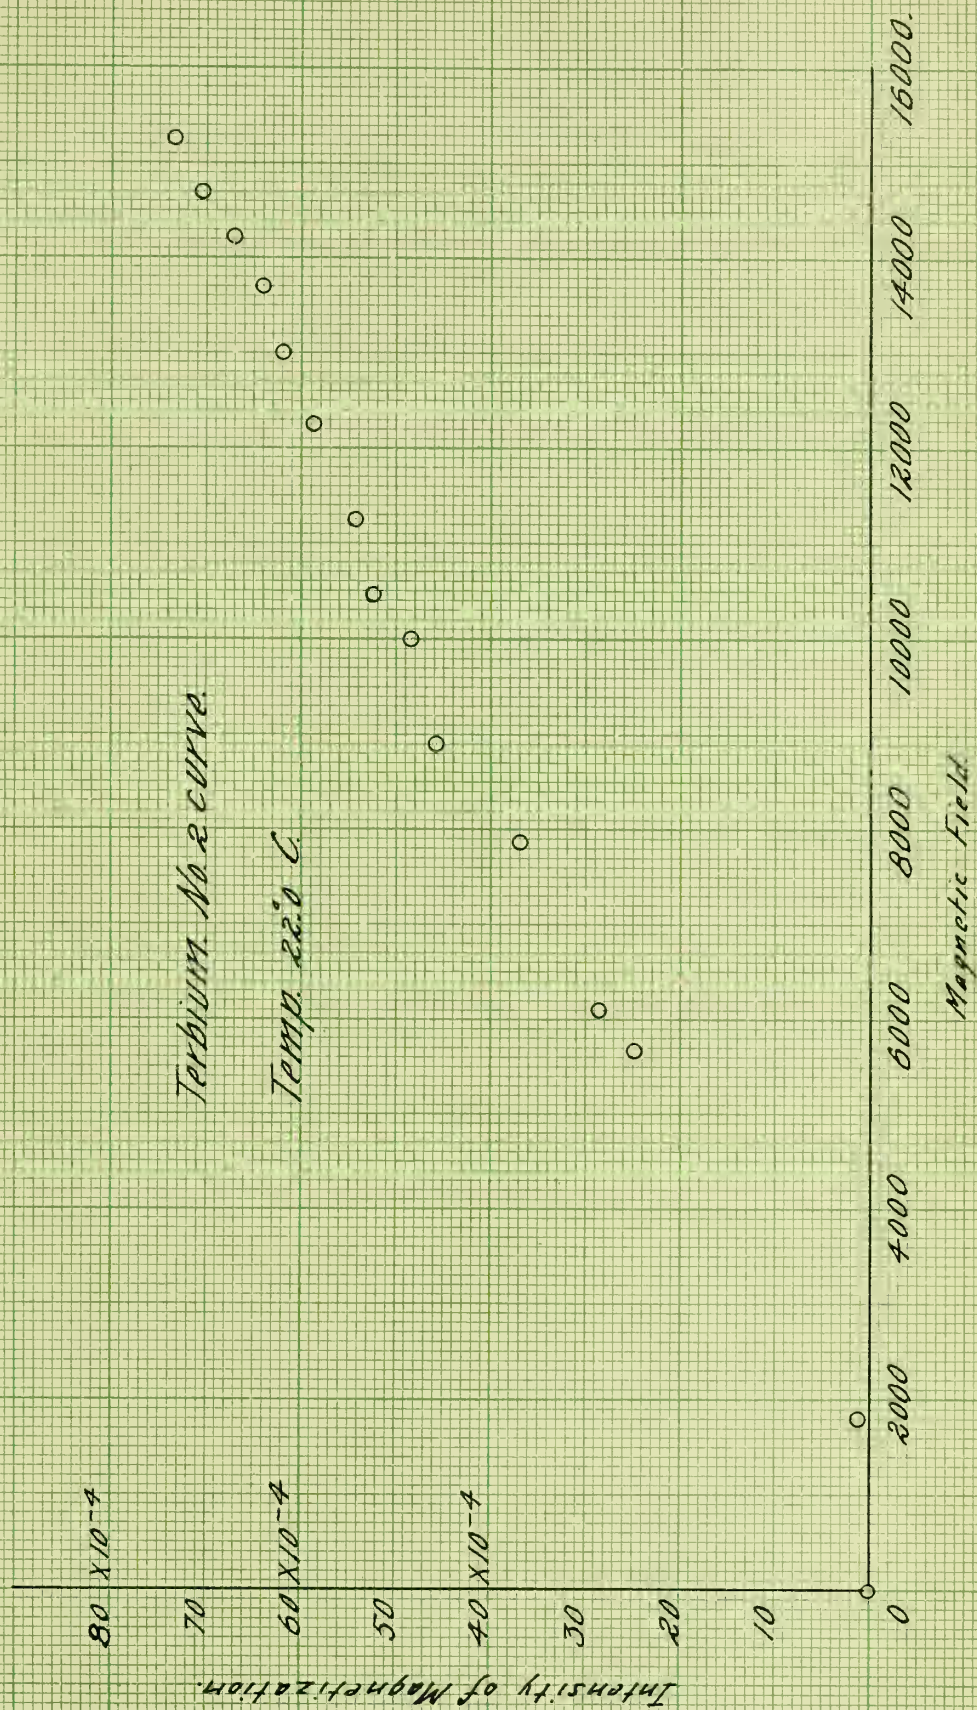 Terbium. No. 2 curve.
Temp. 22.°0 C.
Intensity of Magnetization.
80 X10-4
70
60 X10-4
50
40 X10-4
30
20
10
0
2000
4000
6000
8000
10000
12000
14000
16000.
Magnetic Field.